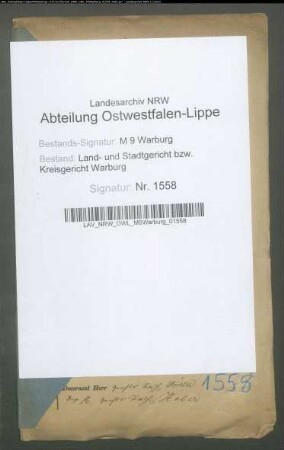 Landesarchiv NRW
Abteilung Ostwestfalen-Lippe
Bestands-Signatur: M 9 Warburg
Bestand: Land- und Stadtgericht bzw.
Kreisgericht Warburg
Signatur: Nr. 1558
LAV_NRW_OWL_M9Warburg_01558
Herr
1558